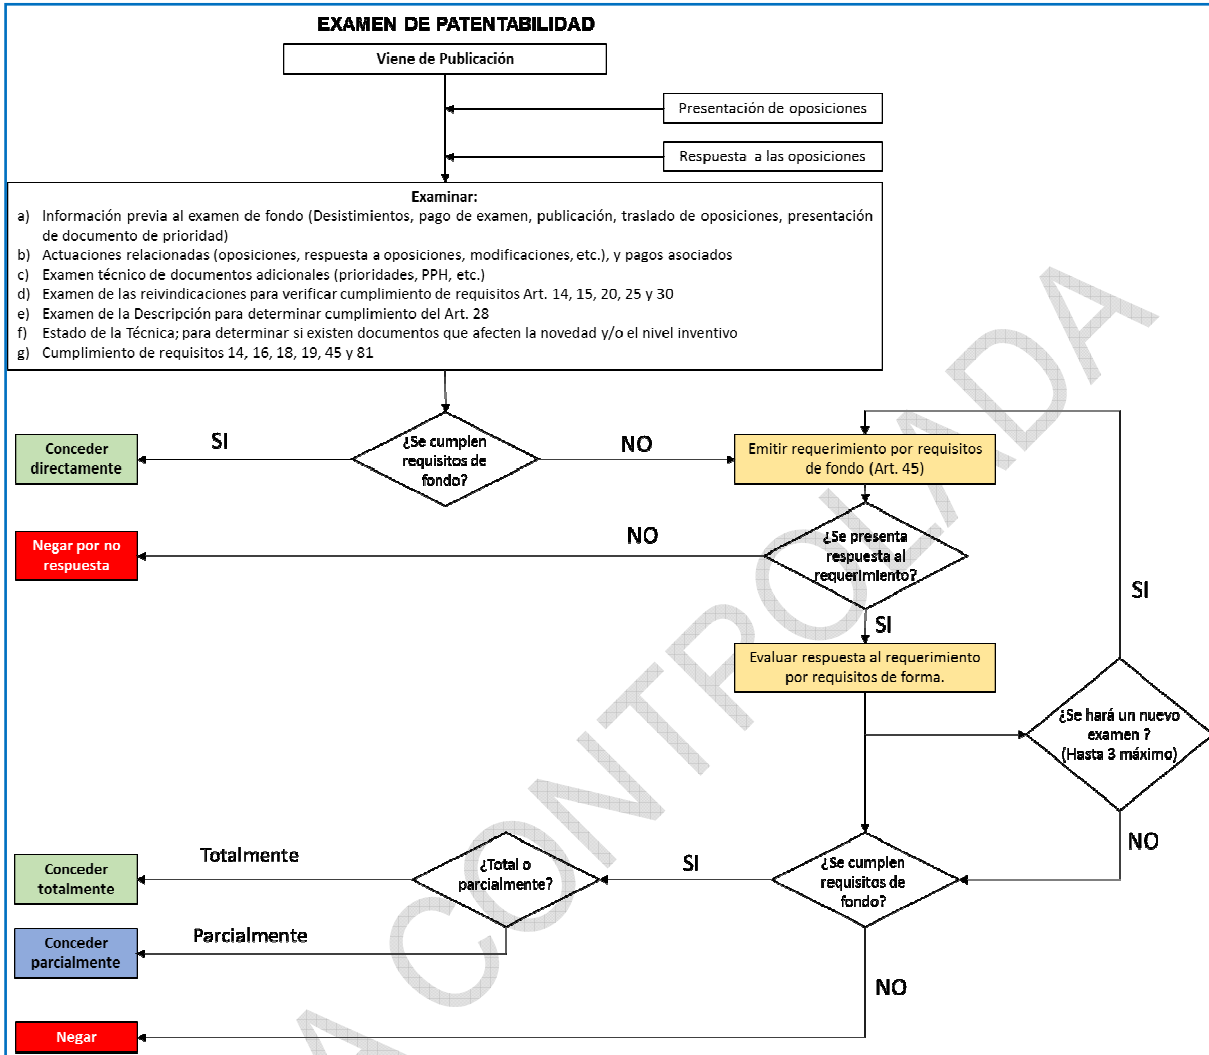 EXAMEN DE PATENTABILIDAD
Viene de Publicación
Presentación de oposiciones
Respuesta a las oposiciones
Examinar:
a) Información previa al examen de fondo (Desistimientos, pago de examen, publicación, traslado de oposiciones, presentación
de documento de prioridad)
b) Actuaciones relacionadas (oposiciones, respuesta a oposiciones, modificaciones, etc.), y pagos asociados
c) Examen técnico de documentos adicionales (prioridades, PPH, etc.)
d) Examen de las reivindicaciones para verificar cumplimiento de requisitos Art. 14, 15, 20, 25 y 30
e) Examen de la Descripción para determinar cumplimiento del Art. 28
f) Estado de la Técnica; para determinar si existen documentos que afecten la novedad y/o el nivel inventivo
g) Cumplimiento de requisitos 14, 16, 18, 19, 45 y 81
Conceder
directamente
SI
¿Se cumplen
requisitos de
fondo?
NO
Emitir requerimiento por requisitos
de fondo (Art. 45)
Negar por no
respuesta
NO
¿Se presenta
respuesta al
requerimiento?
SI
SI
Evaluar respuesta al requerimiento
por requisitos de forma.
¿Se hará un nuevo
examen ?
(Hasta 3 máximo)
NO
Conceder
totalmente
Totalmente
¿Total o
parcialmente?
SI
¿Se cumplen
requisitos de
fondo?
Conceder
parcialmente
Parcialmente
NO
Negar
A CONTROLADA